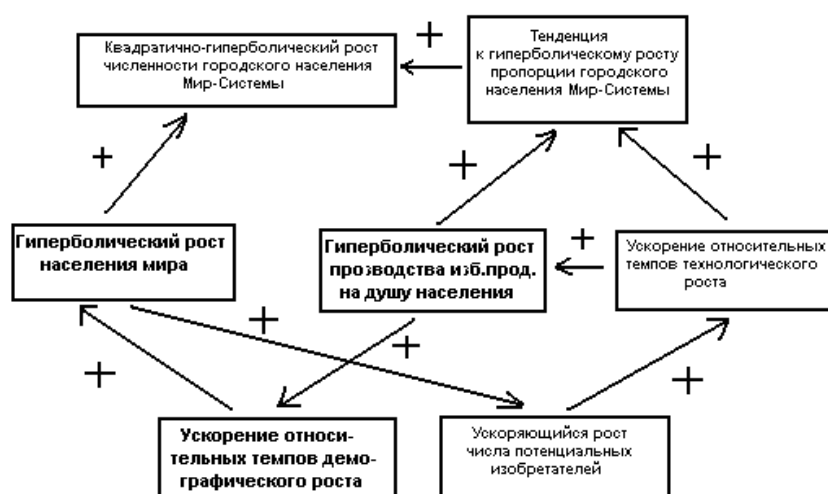 Квадратично-гиперболический рост
численности городского населения
Мир-Системы
+
Тенденция
к гиперболическому росту
пропорции городского
населения Мир-Системы
+
+
+
Гиперболический рост
населения мира
Гиперболический рост
прозводства изб.прод.
на душу населения
+
Ускорение относительных
темпов технологического
роста
+
+
+
+
Ускорение относи-
тельных темпов демо-
графического роста
Ускоряющийся рост
числа потенциальных
изобретателей